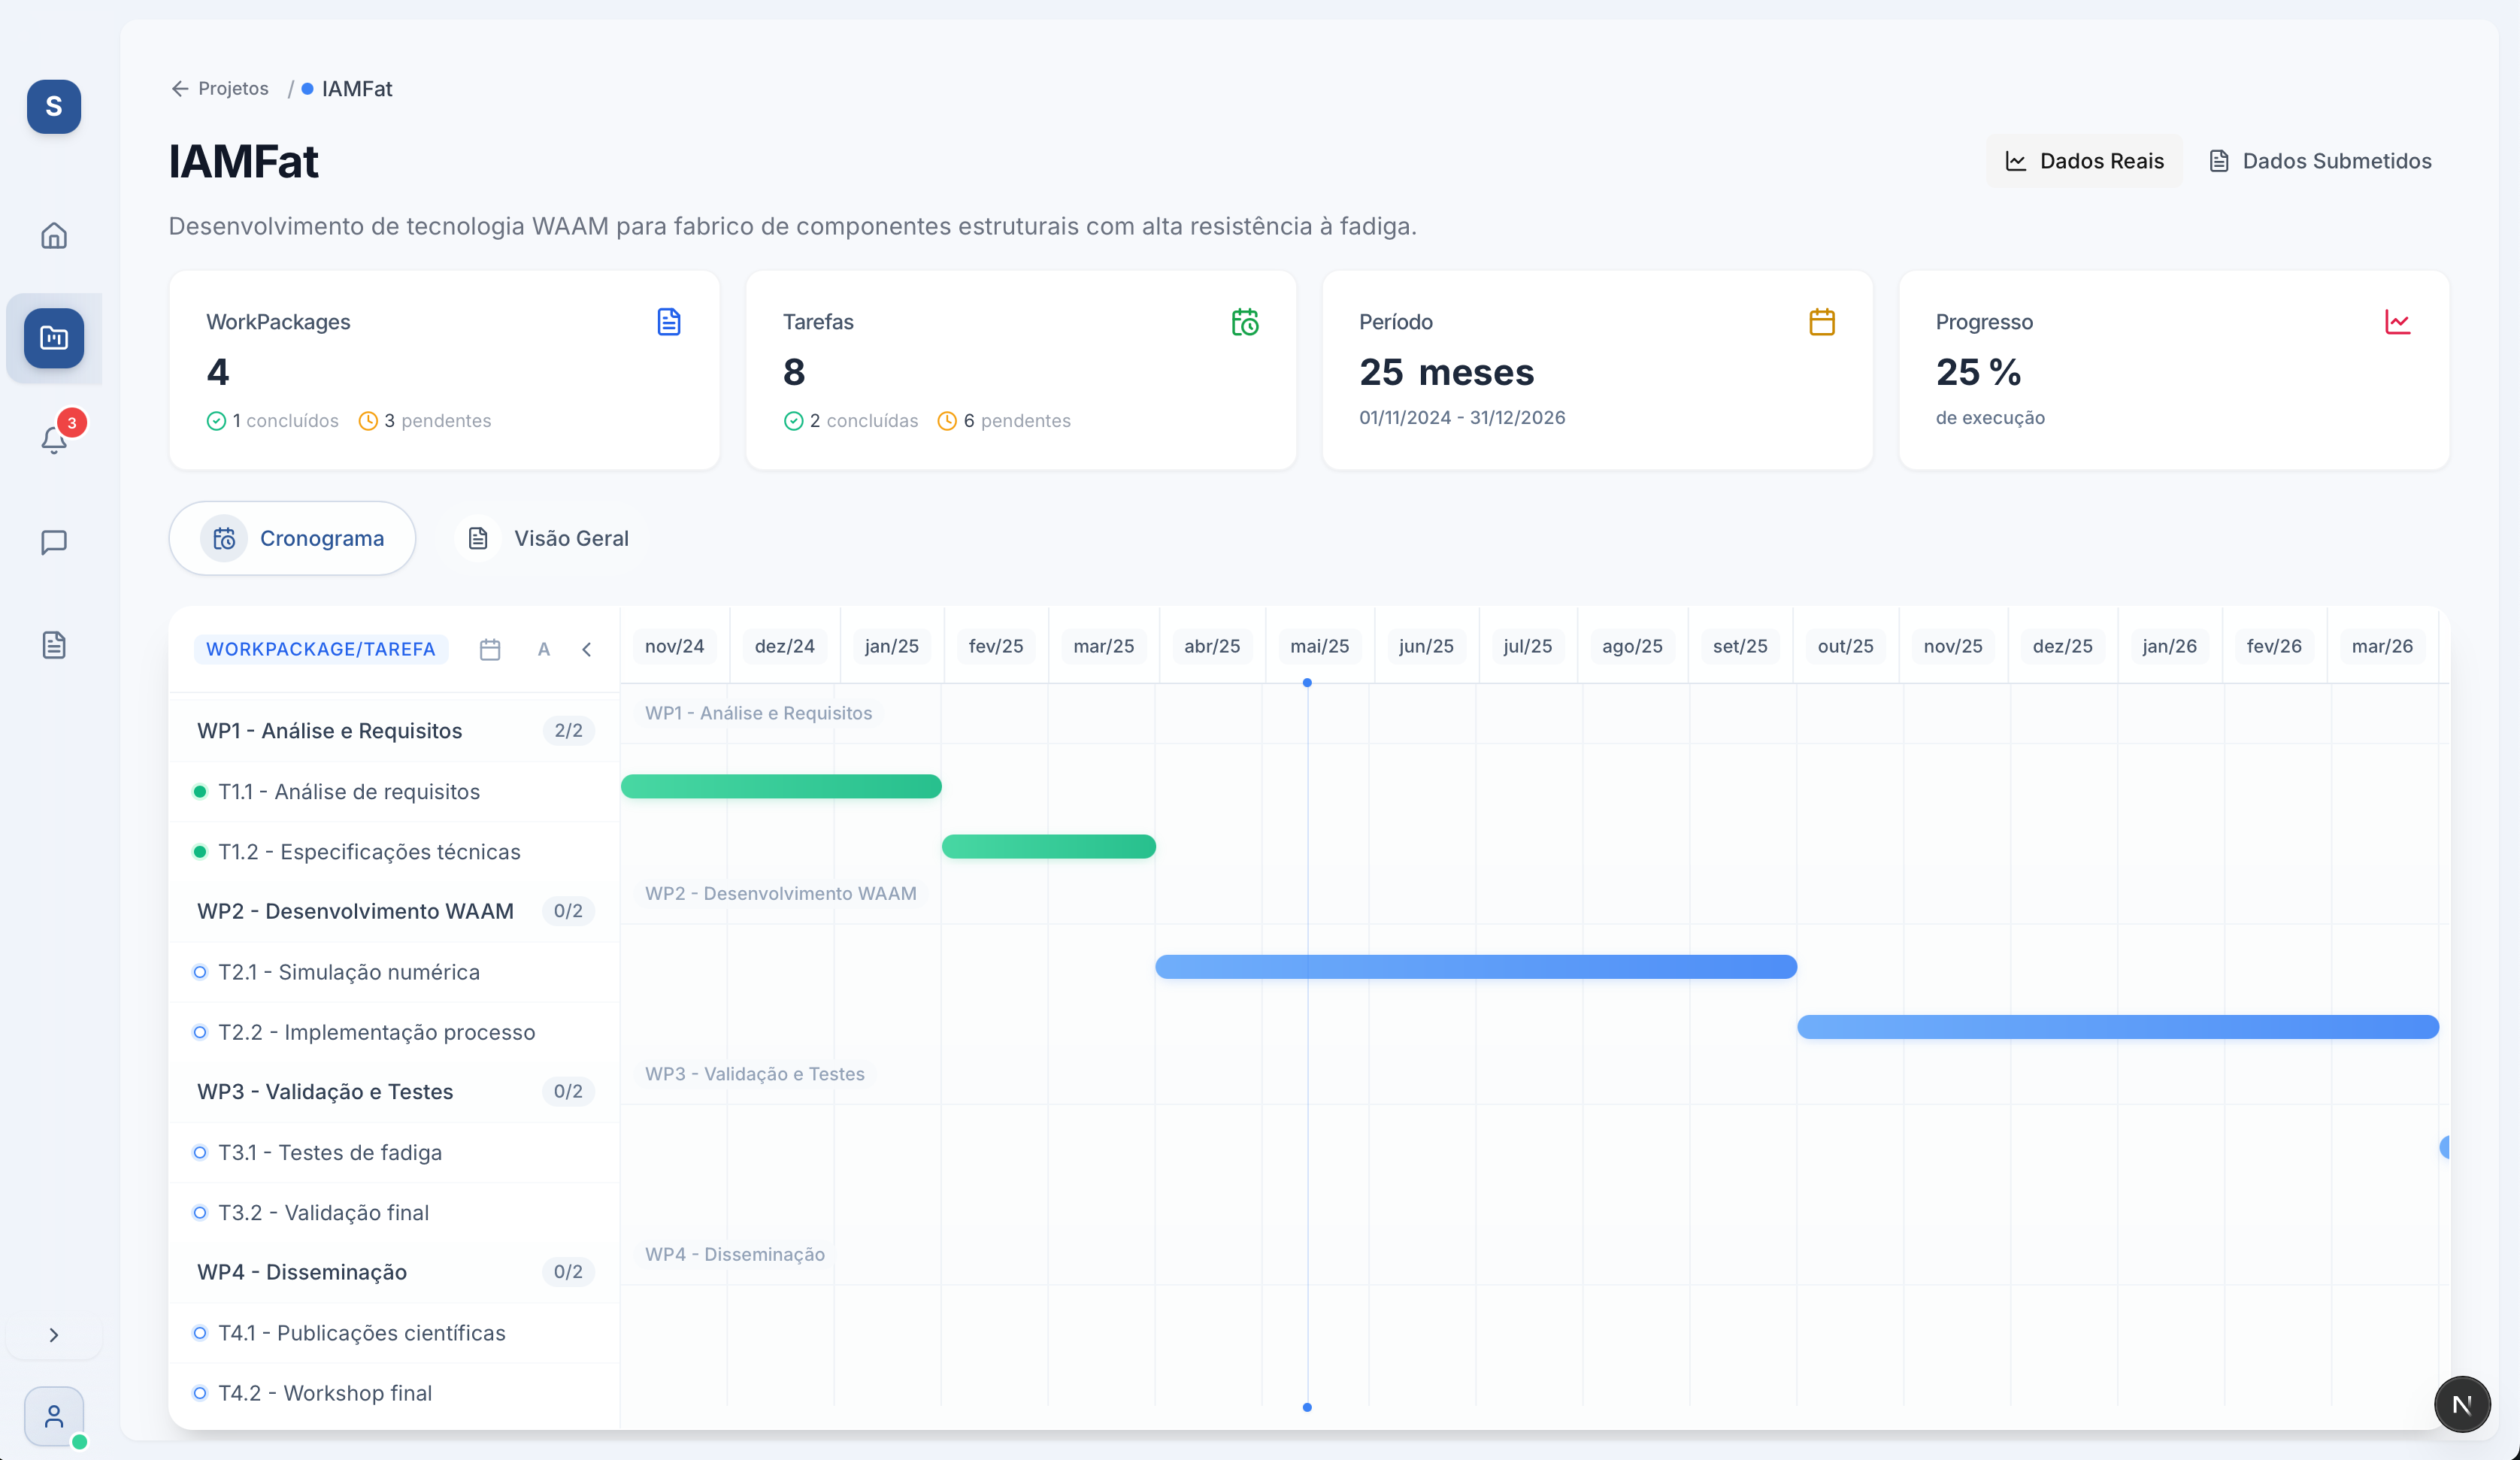 S
Projetos / IAMFat
IAMFat
Dados Reais
Dados Submetidos
Desenvolvimento de tecnologia WAAM para fabrico de componentes estruturais com alta resistência à fadiga.
WorkPackages
4
1 concluídos 3 pendentes
Tarefas
8
2 concluídas 6 pendentes
Período
25 meses
01/11/2024 - 31/12/2026
Progresso
25 %
de execução
3
Cronograma
Visão Geral
WORKPACKAGE/TAREFA A
nov/24 dez/24 jan/25 fev/25 mar/25 abr/25 mai/25 jun/25 jul/25 ago/25 set/25 out/25 nov/25 dez/25 jan/26 fev/26 mar/26
WP1 - Análise e Requisitos 2/2
WP1 - Análise e Requisitos
T1.1 - Análise de requisitos
T1.2 - Especificações técnicas
WP2 - Desenvolvimento WAAM 0/2
WP2 - Desenvolvimento WAAM
T2.1 - Simulação numérica
T2.2 - Implementação processo
WP3 - Validação e Testes 0/2
WP3 - Validação e Testes
T3.1 - Testes de fadiga
T3.2 - Validação final
WP4 - Disseminação 0/2
WP4 - Disseminação
T4.1 - Publicações científicas
T4.2 - Workshop final
N